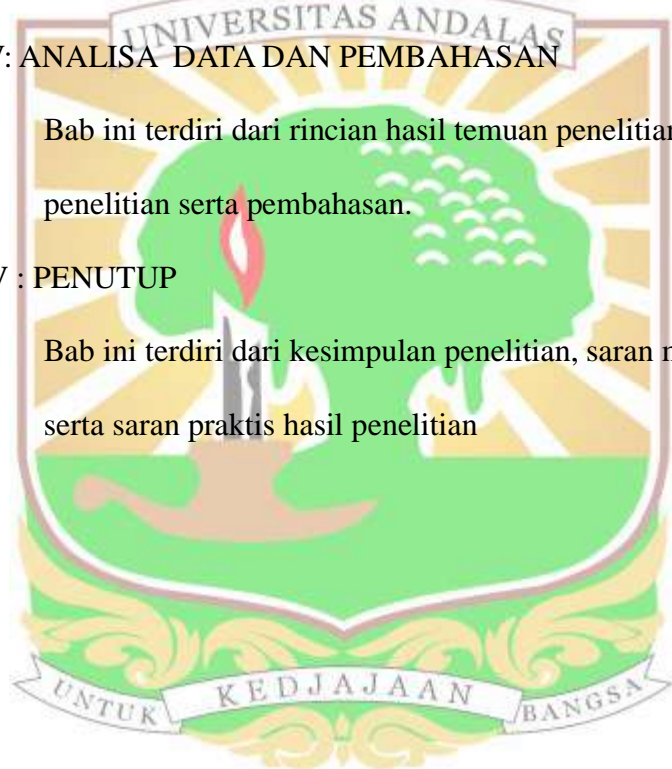 UNIVERSITAS ANDALAS
V: ANALISA DATA DAN PEMBAHASAN
Bab ini terdiri dari rincian hasil temuan penelitian
penelitian serta pembahasan.
V : PENUTUP
Bab ini terdiri dari kesimpulan penelitian, saran
serta saran praktis hasil penelitian
UNTUK KEDJAJAAN BANGSA